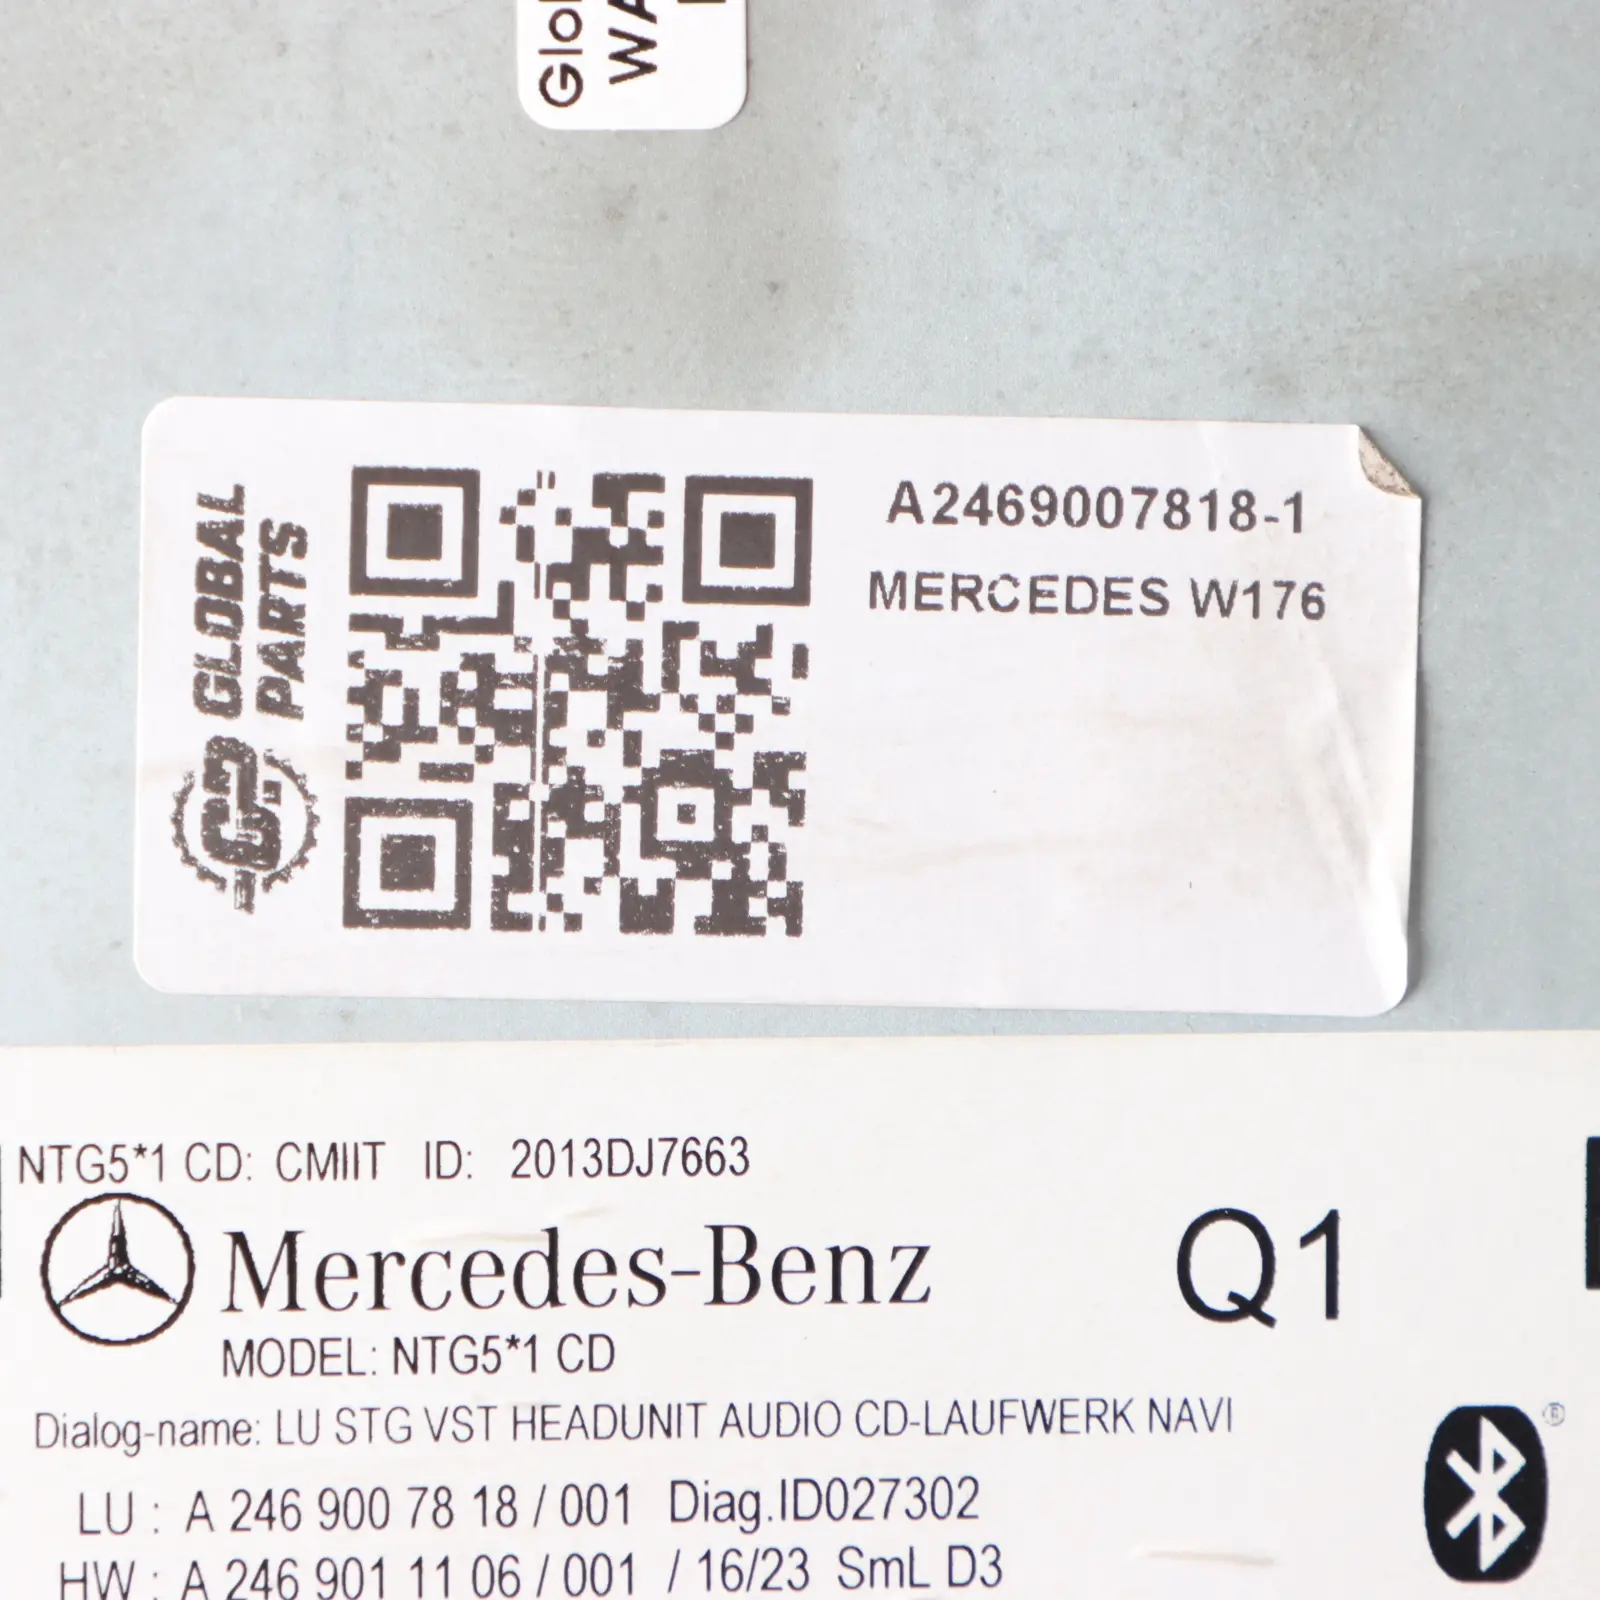 GLOBAL
PARTS
A2469007818-1
MERCEDES W176
NTG5*1 CD: CMIIT ID: 2013DJ7663
Mercedes-Benz
Q1
MODEL: NTG5*1 CD
Dialog-name: LU STG VST HEADUNIT AUDIO CD-LAUFWERK NAVI
®
LU : A 246 900 78 18 / 001 Diag.ID027302
HW : A 246 901 11 06 / 001 / 16/23 SmL D3